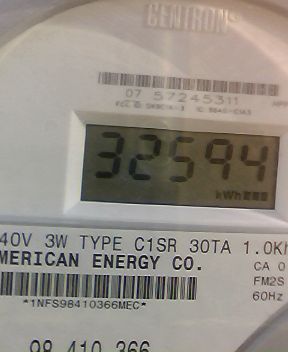 CENTRON®
07 57245311
32594
kWh
40V 3W TYPE C1SR 30TA 1.0Kh
MERICAN ENERGY CO.
CA 0
FM2S
*1NFS98410366MEC*
60Hz
98 410 366